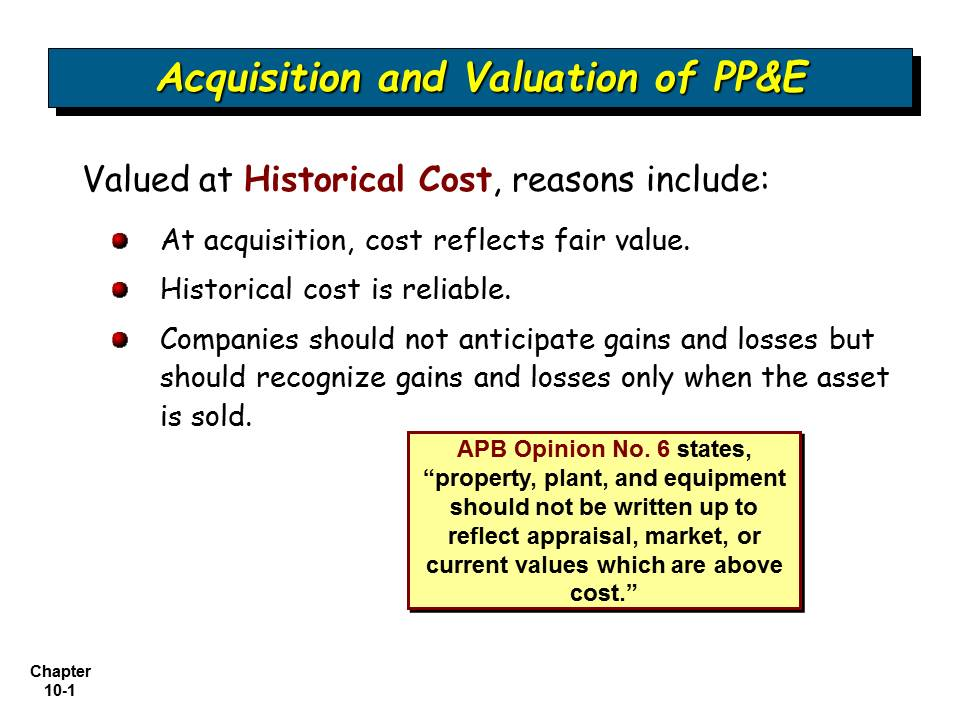 Acquisition and Valuation of PP&E
Valued at Historical Cost, reasons include:
At acquisition, cost reflects fair value.
Historical cost is reliable.
Companies should not anticipate gains and losses but
should recognize gains and losses only when the asset
is sold.
APB Opinion No. 6 states,
“property, plant, and equipment
should not be written up to
reflect appraisal, market, or
current values which are above
cost.”
Chapter
10-1